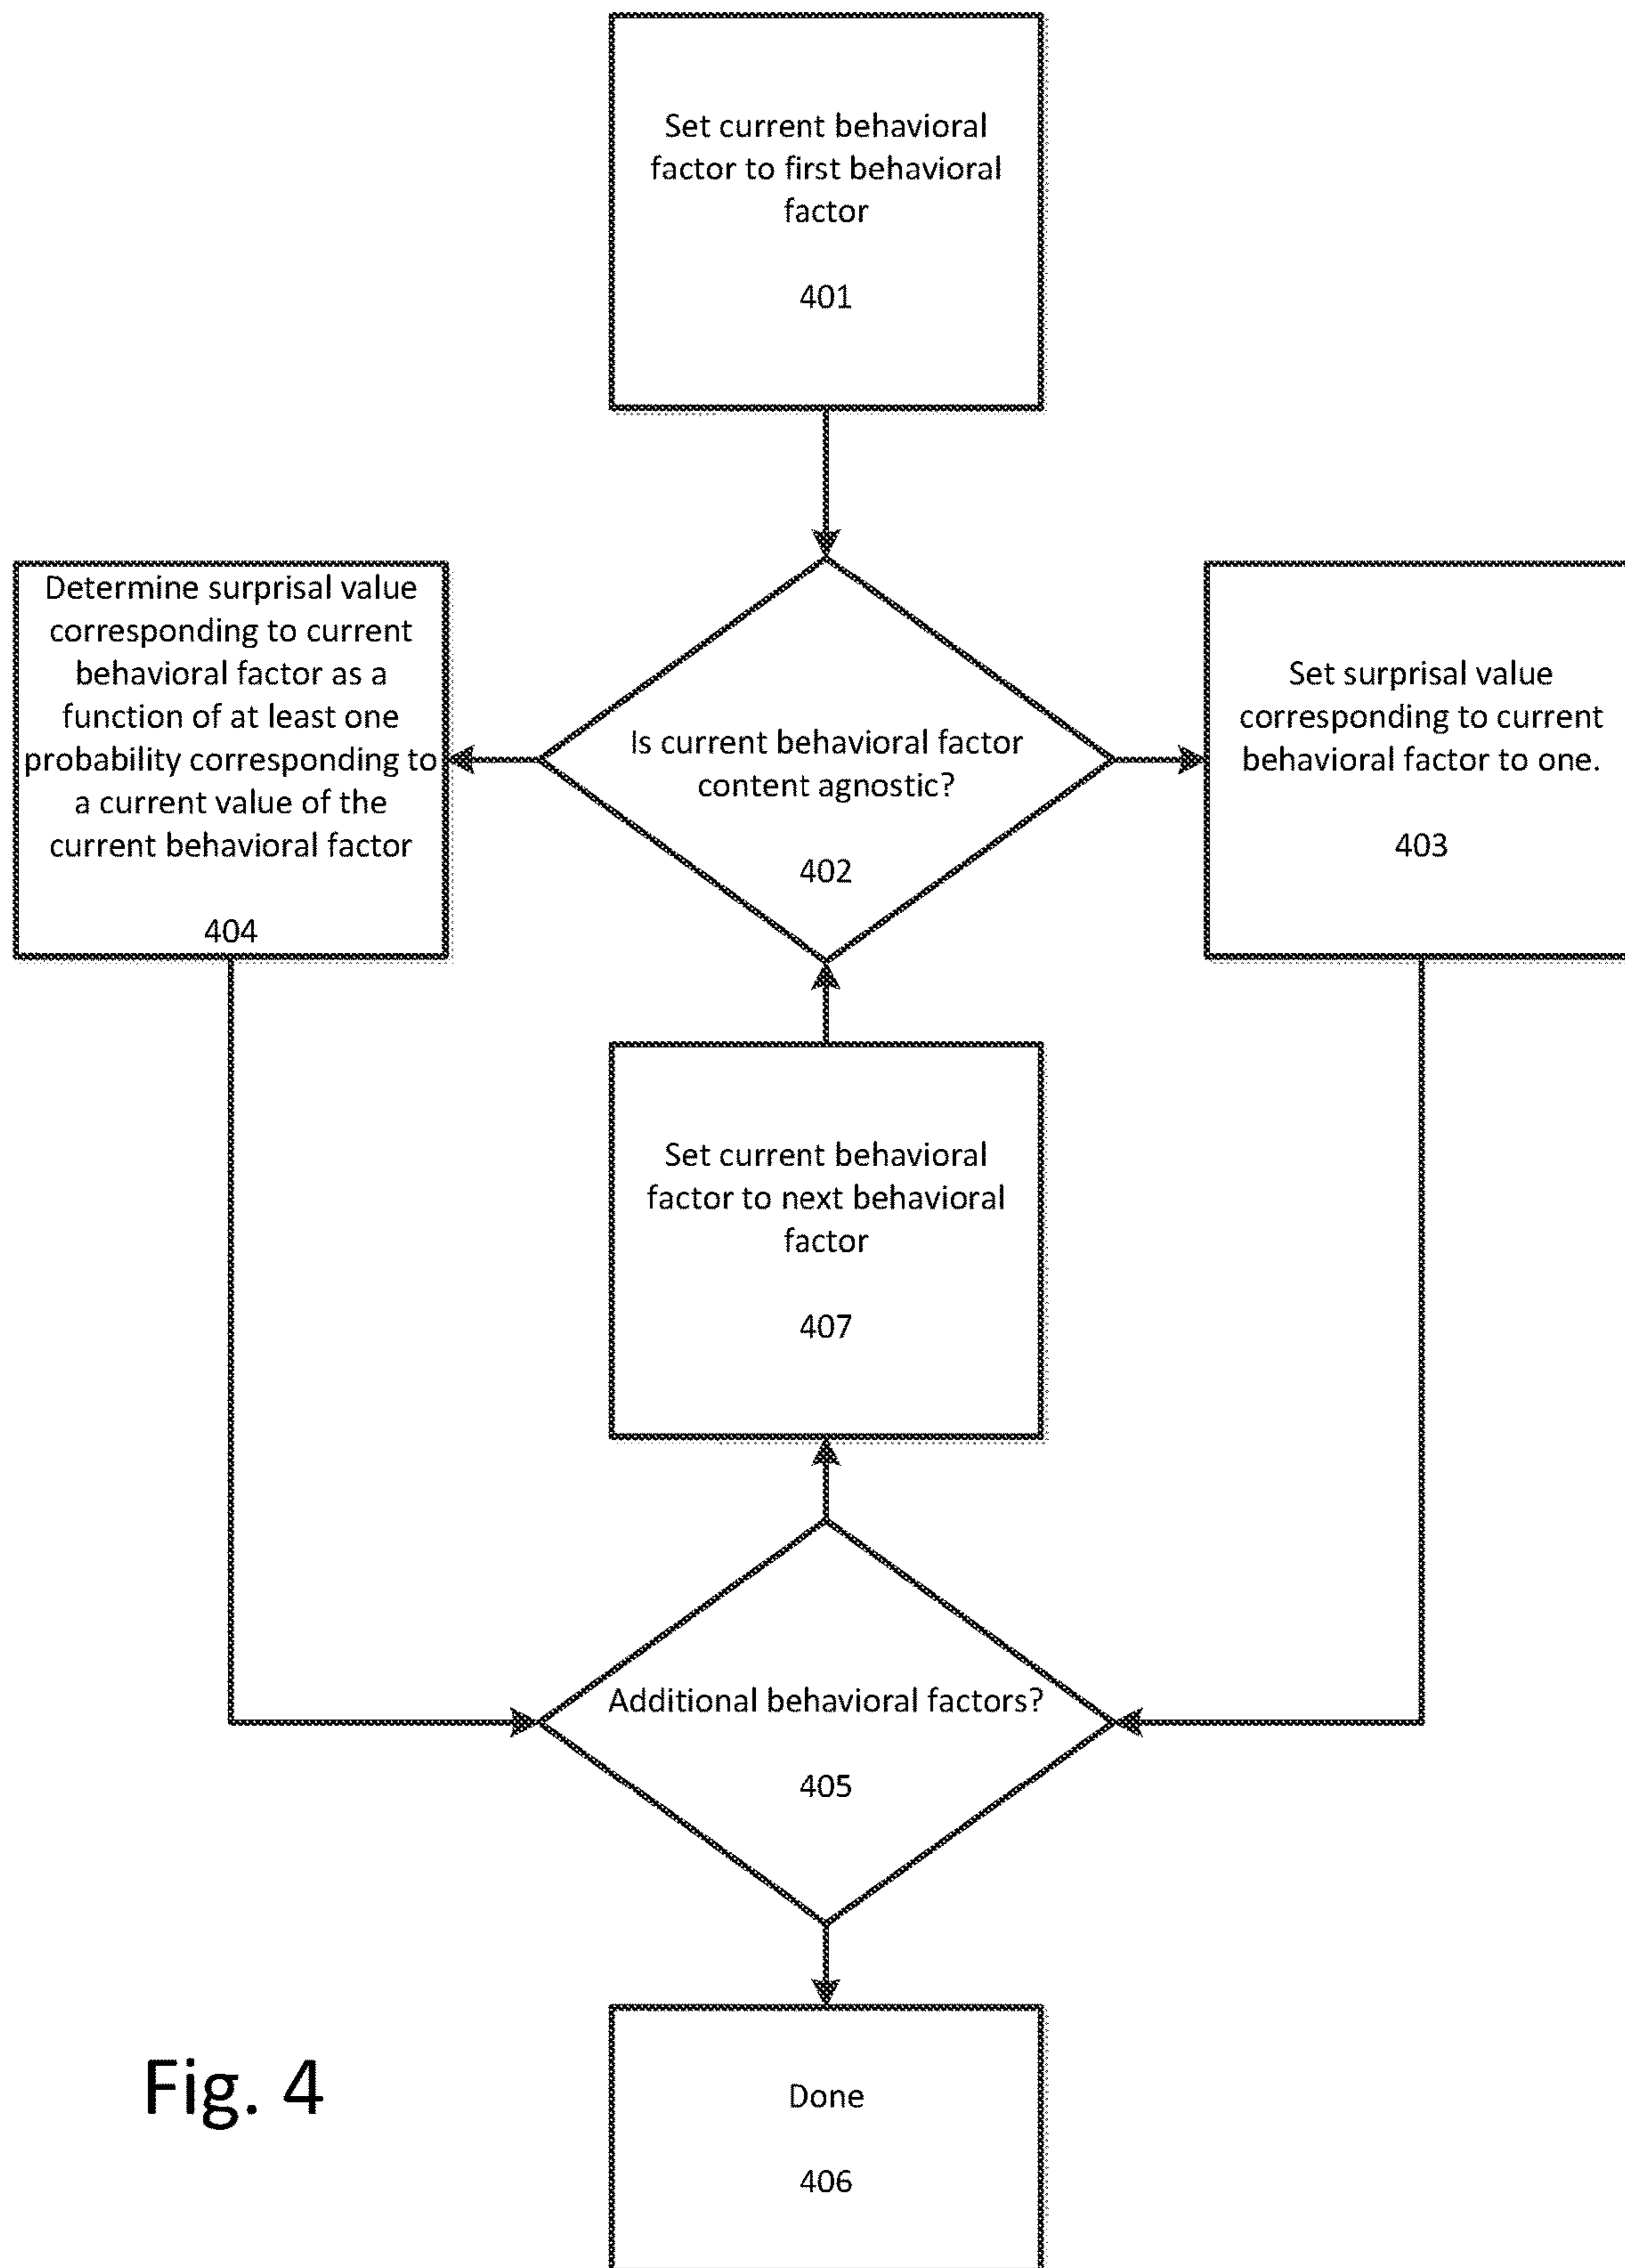 Set current behavioral
factor to first behavioral
factor
401
Determine surprisal value
corresponding to current
behavioral factor as a
function of at least one
probability corresponding to
a current value of the
current behavioral factor
404
Is current behavioral factor
content agnostic?
402
Set surprisal value
corresponding to current
behavioral factor to one.
403
Set current behavioral
factor to next behavioral
factor
407
Additional behavioral factors?
405
Done
406
Fig. 4